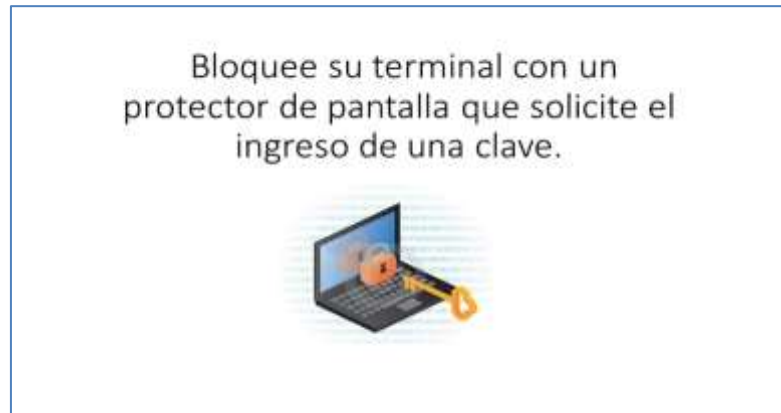 Bloquee su terminal con un
protector de pantalla que solicite el
ingreso de una clave.